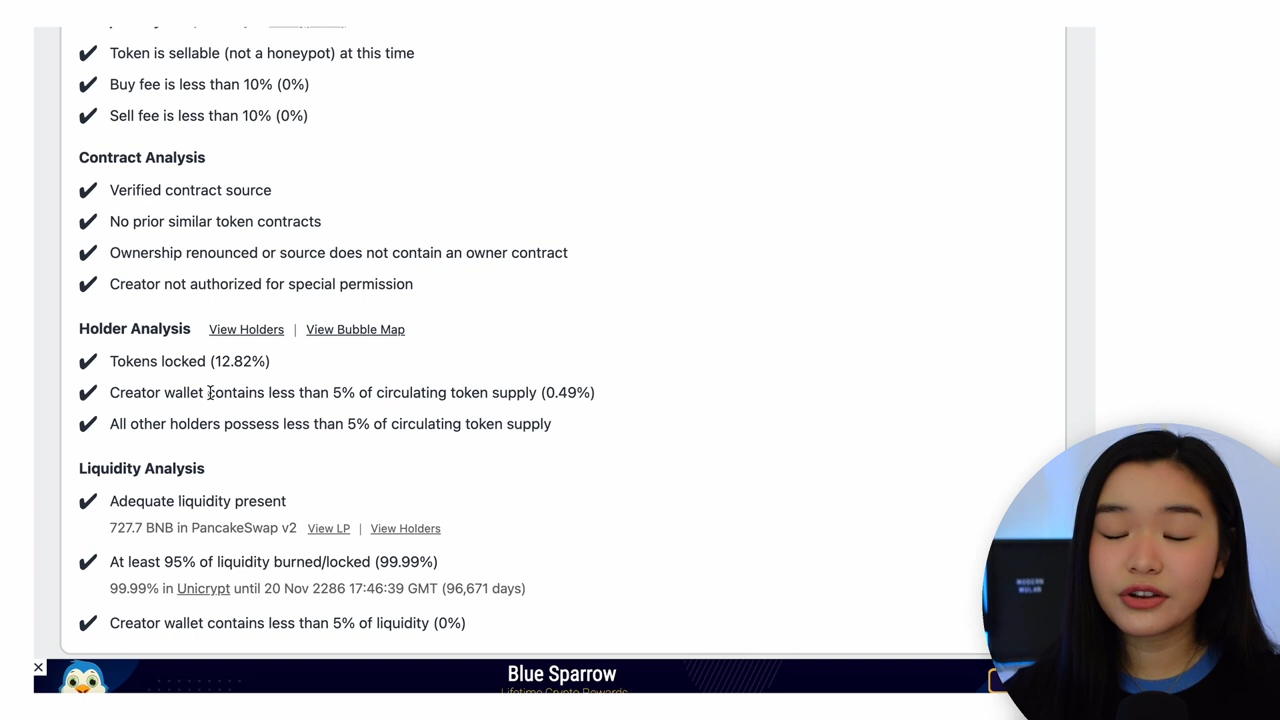 Token is sellable (not a honeypot) at this time
Buy fee is less than 10% (0%)
Sell fee is less than 10% (0%)
Contract Analysis
Verified contract source
No prior similar token contracts
Ownership renounced or source does not contain an owner contract
Creator not authorized for special permission
Holder Analysis View Holders | View Bubble Map
Tokens locked (12.82%)
Creator wallet contains less than 5% of circulating token supply (0.49%)
All other holders possess less than 5% of circulating token supply
Liquidity Analysis
Adequate liquidity present
727.7 BNB in PancakeSwap v2 View LP | View Holders
At least 95% of liquidity burned/locked (99.99%)
99.99% in Unicrypt until 20 Nov 2286 17:46:39 GMT (96,671 days)
Creator wallet contains less than 5% of liquidity (0%)
Blue Sparrow
Lifetime Crypto Rewards
MODERN
MULAN